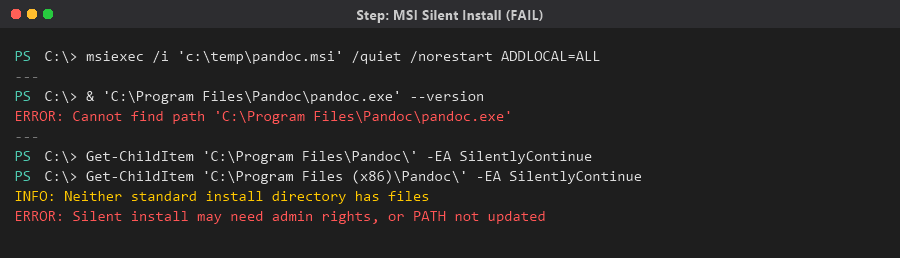 Step: MSI Silent Install (FAIL)
PS C:\> msiexec /i 'c:\temp\pandoc.msi' /quiet /norestart ADDLOCAL=ALL
---
PS C:\> & 'C:\Program Files\Pandoc\pandoc.exe' --version
ERROR: Cannot find path 'C:\Program Files\Pandoc\pandoc.exe'
---
PS C:\> Get-ChildItem 'C:\Program Files\Pandoc\' -EA SilentlyContinue
PS C:\> Get-ChildItem 'C:\Program Files (x86)\Pandoc\' -EA SilentlyContinue
INFO: Neither standard install directory has files
ERROR: Silent install may need admin rights, or PATH not updated